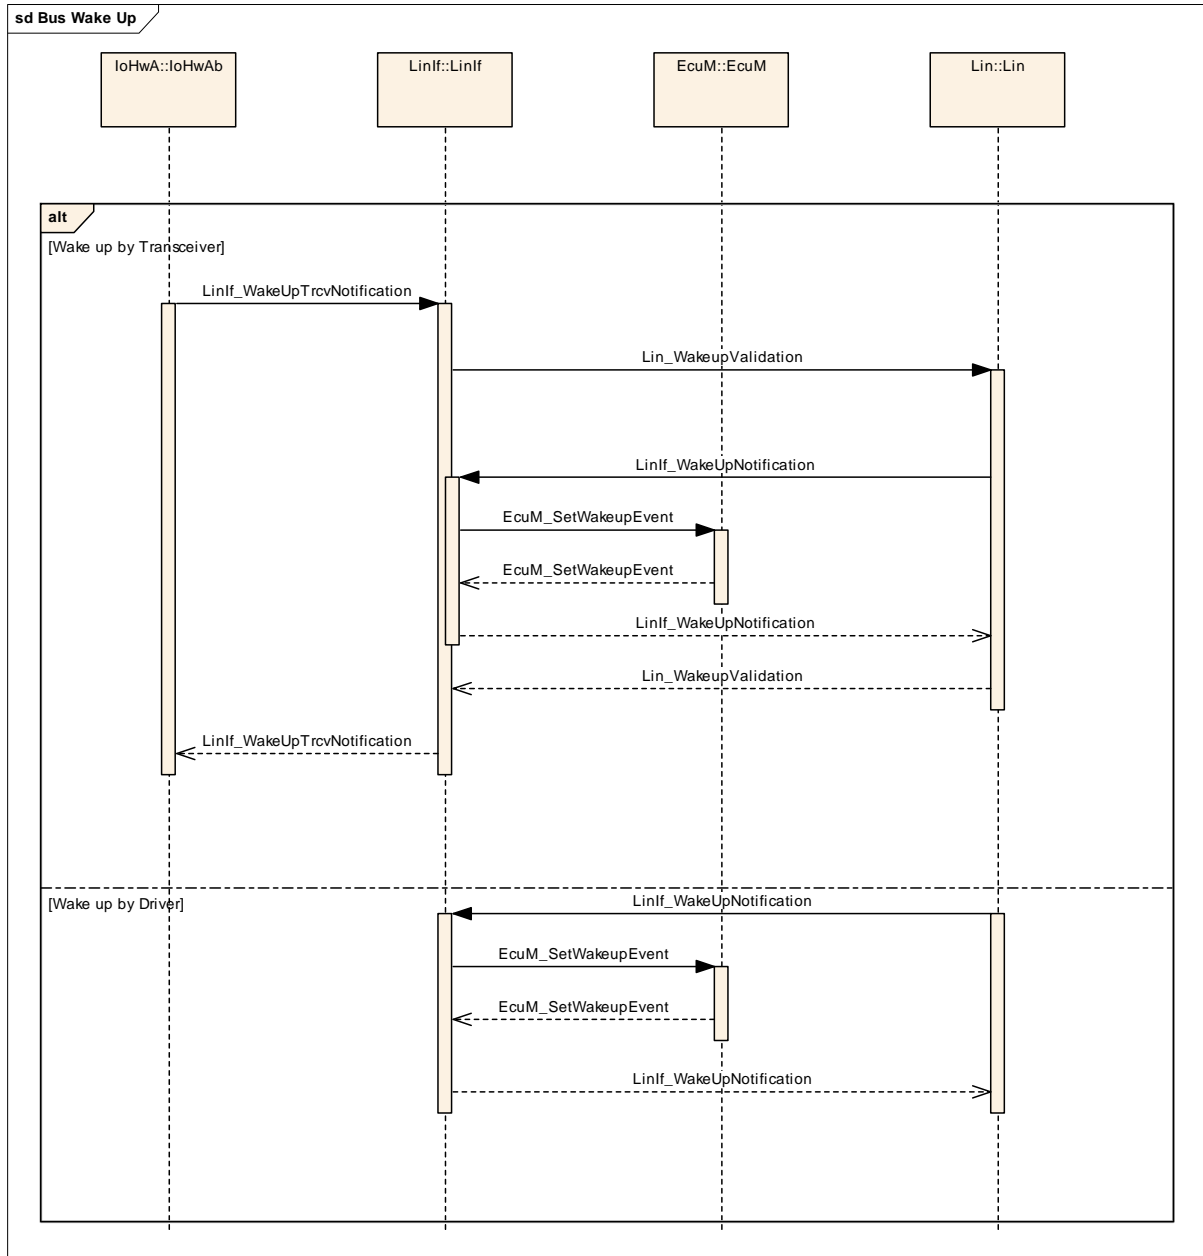 sd Bus Wake Up
IoHwA::IoHwAb
LinIf::LinIf
EcuM::EcuM
Lin::Lin
alt
[Wake up by Transceiver]
LinIf_WakeUpTrcvNotification
Lin_WakeupValidation
LinIf_WakeUpNotification
EcuM_SetWakeupEvent
EcuM_SetWakeupEvent
LinIf_WakeUpNotification
Lin_WakeupValidation
LinIf_WakeUpTrcvNotification
[Wake up by Driver]
LinIf_WakeUpNotification
EcuM_SetWakeupEvent
EcuM_SetWakeupEvent
LinIf_WakeUpNotification